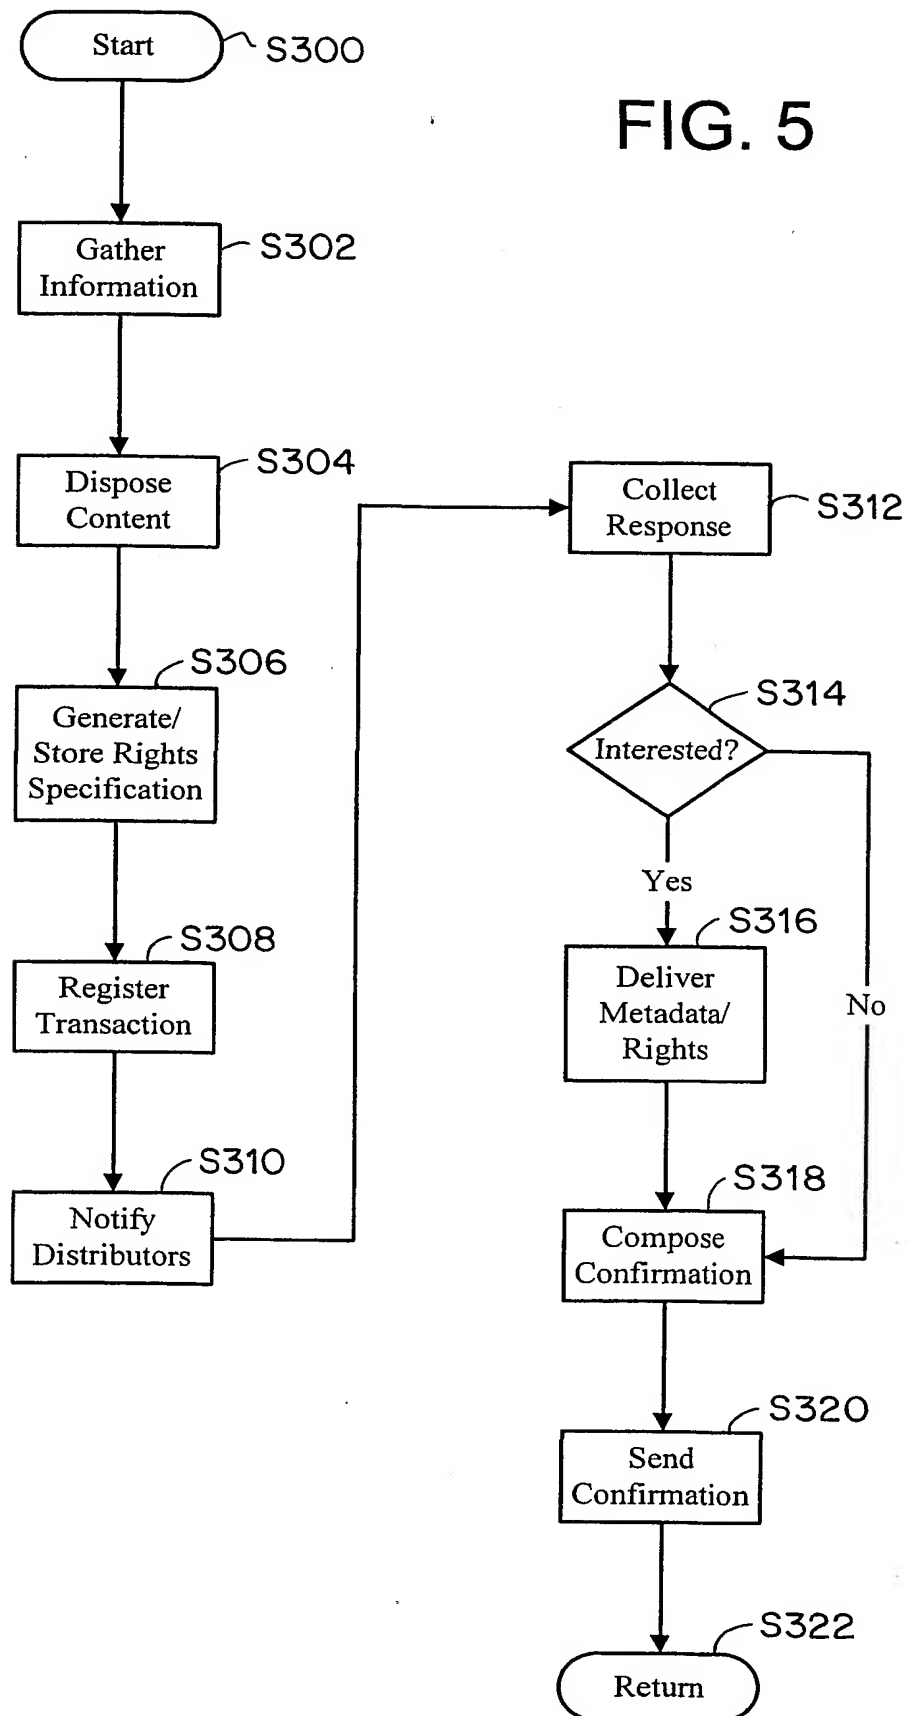 Start
S300
FIG. 5
Gather
Information
S302
Dispose
Content
S304
S306
Generate/
Store Rights
Specification
S308
Register
Transaction
S310
Notify
Distributors
Collect
Response
S312
S314
Interested?
Yes
No
S316
Deliver
Metadata/
Rights
S318
Compose
Confirmation
S320
Send
Confirmation
S322
Return